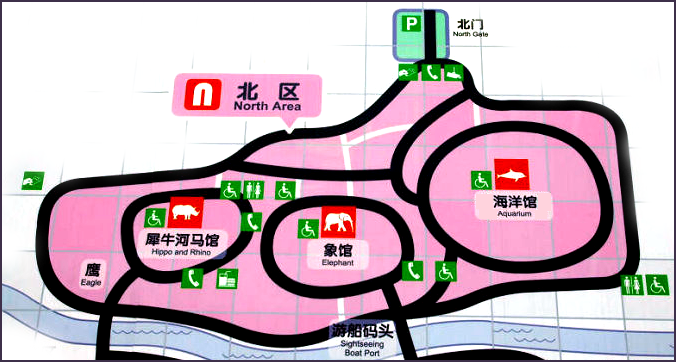 P
北门
North Gate
北 区
North Area
海洋馆
Aquarium
犀牛河马馆
Hippo and Rhino
象馆
Elephant
鹰
Eagle
游船码头
Sightseeing
Boat Port